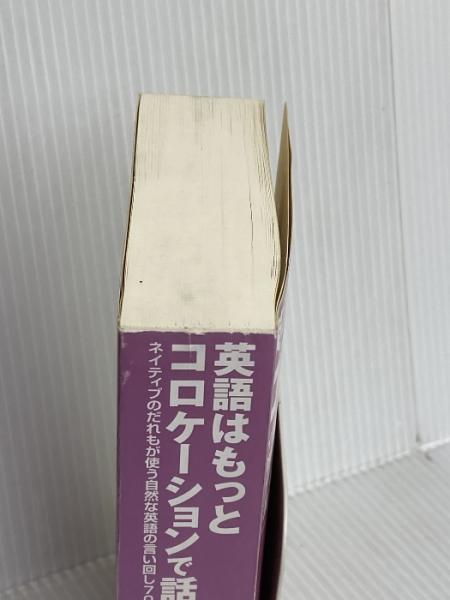 英語はもっと
コロケーションで話
ネイティブのだれもが使う自然な英語の言い回し70